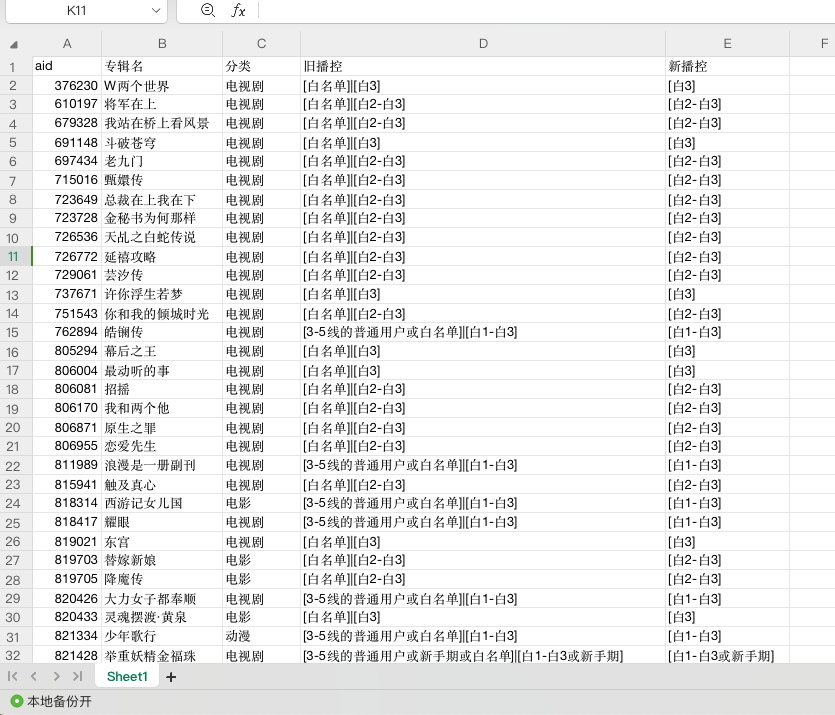 K11 fx
A B C D E F
1 aid 专辑名 分类 旧播控 新播控
2 376230 W两个世界 电视剧 [白名单]|[白3] [白3]
3 610197 将军在上 电视剧 [白名单]|[白2-白3] [白2-白3]
4 679328 我站在桥上看风景 电视剧 [白名单]|[白2-白3] [白2-白3]
5 691148 斗破苍穹 电视剧 [白名单]|[白3] [白3]
6 697434 老九门 电视剧 [白名单]|[白2-白3] [白2-白3]
7 715016 甄嬛传 电视剧 [白名单]|[白2-白3] [白2-白3]
8 723649 总裁在上我在下 电视剧 [白名单]|[白2-白3] [白2-白3]
9 723728 金秘书为何那样 电视剧 [白名单]|[白2-白3] [白2-白3]
10 726536 天乩之白蛇传说 电视剧 [白名单]|[白2-白3] [白2-白3]
11 726772 延禧攻略 电视剧 [白名单]|[白2-白3] [白2-白3]
12 729061 芸汐传 电视剧 [白名单]|[白2-白3] [白2-白3]
13 737671 许你浮生若梦 电视剧 [白名单]|[白3] [白3]
14 751543 你和我的倾城时光 电视剧 [白名单]|[白2-白3] [白2-白3]
15 762894 皓镧传 电视剧 [3-5线的普通用户或白名单]|[白1-白3] [白1-白3]
16 805294 幕后之王 电视剧 [白名单]|[白3] [白3]
17 806004 最动听的事 电视剧 [白名单]|[白3] [白3]
18 806081 招摇 电视剧 [白名单]|[白2-白3] [白2-白3]
19 806170 我和两个他 电视剧 [白名单]|[白2-白3] [白2-白3]
20 806871 原生之罪 电视剧 [白名单]|[白2-白3] [白2-白3]
21 806955 恋爱先生 电视剧 [白名单]|[白2-白3] [白2-白3]
22 811989 浪漫是一册副刊 电视剧 [3-5线的普通用户或白名单]|[白1-白3] [白1-白3]
23 815941 触及真心 电视剧 [白名单]|[白2-白3] [白2-白3]
24 818314 西游记女儿国 电影 [3-5线的普通用户或白名单]|[白1-白3] [白1-白3]
25 818417 耀眼 电视剧 [3-5线的普通用户或白名单]|[白1-白3] [白1-白3]
26 819021 东宫 电视剧 [白名单]|[白3] [白3]
27 819703 替嫁新娘 电影 [白名单]|[白2-白3] [白2-白3]
28 819705 降魔传 电影 [白名单]|[白2-白3] [白2-白3]
29 820426 大力女子都奉顺 电视剧 [3-5线的普通用户或白名单]|[白1-白3] [白1-白3]
30 820433 灵魂摆渡·黄泉 电影 [白名单]|[白3] [白3]
31 821334 少年歌行 动漫 [3-5线的普通用户或白名单]|[白1-白3] [白1-白3]
32 821428 举重妖精金福珠 电视剧 [3-5线的普通用户或新手期或白名单]|[白1-白3或新手期] [白1-白3或新手期]
Sheet1 +
本地备份开